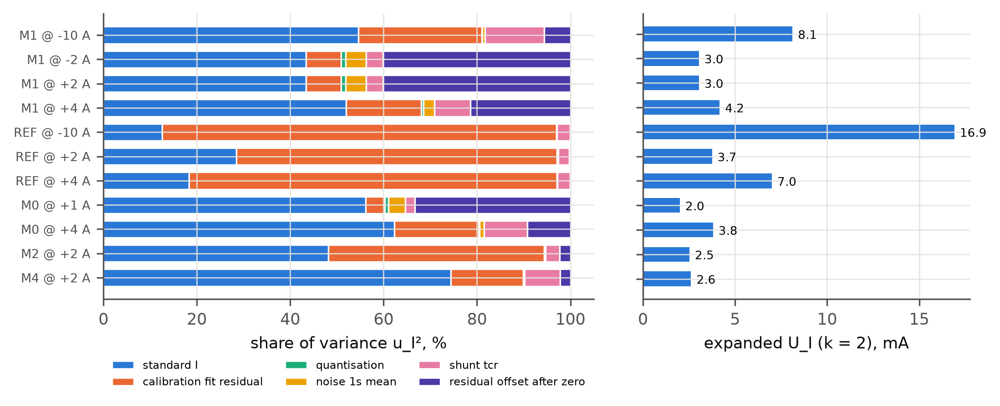 M1 @ -10 A
M1 @ -2 A
M1 @ +2 A
M1 @ +4 A
REF @ -10 A
REF @ +2 A
REF @ +4 A
M0 @ +1 A
M0 @ +4 A
M2 @ +2 A
M4 @ +2 A
0 20 40 60 80 100
share of variance u_I², %
standard I
calibration fit residual
quantisation
noise 1s mean
shunt tcr
residual offset after zero
8.1
3.0
3.0
4.2
16.9
3.7
7.0
2.0
3.8
2.5
2.6
0 5 10 15
expanded U_I (k = 2), mA